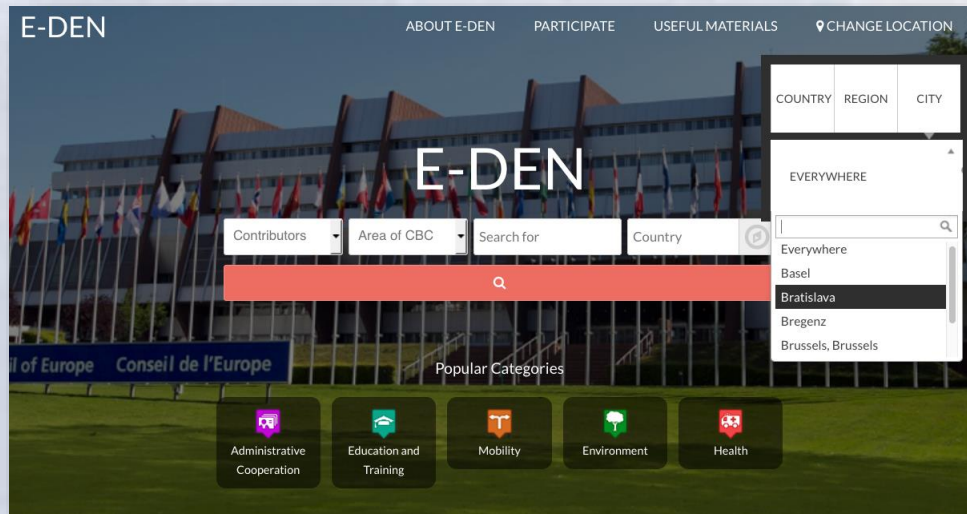 E-DEN
ABOUT E-DEN PARTICIPATE USEFUL MATERIALS CHANGE LOCATION
COUNTRY REGION CITY
E-DEN
EVERYWHERE
Contributors Area of CBC Search for Country
Everywhere
Basel
Bratislava
Bregenz
Brussels, Brussels
il of Europe Conseil de l'Europe
Popular Categories
Administrative
Cooperation
Education and
Training
Mobility
Environment
Health